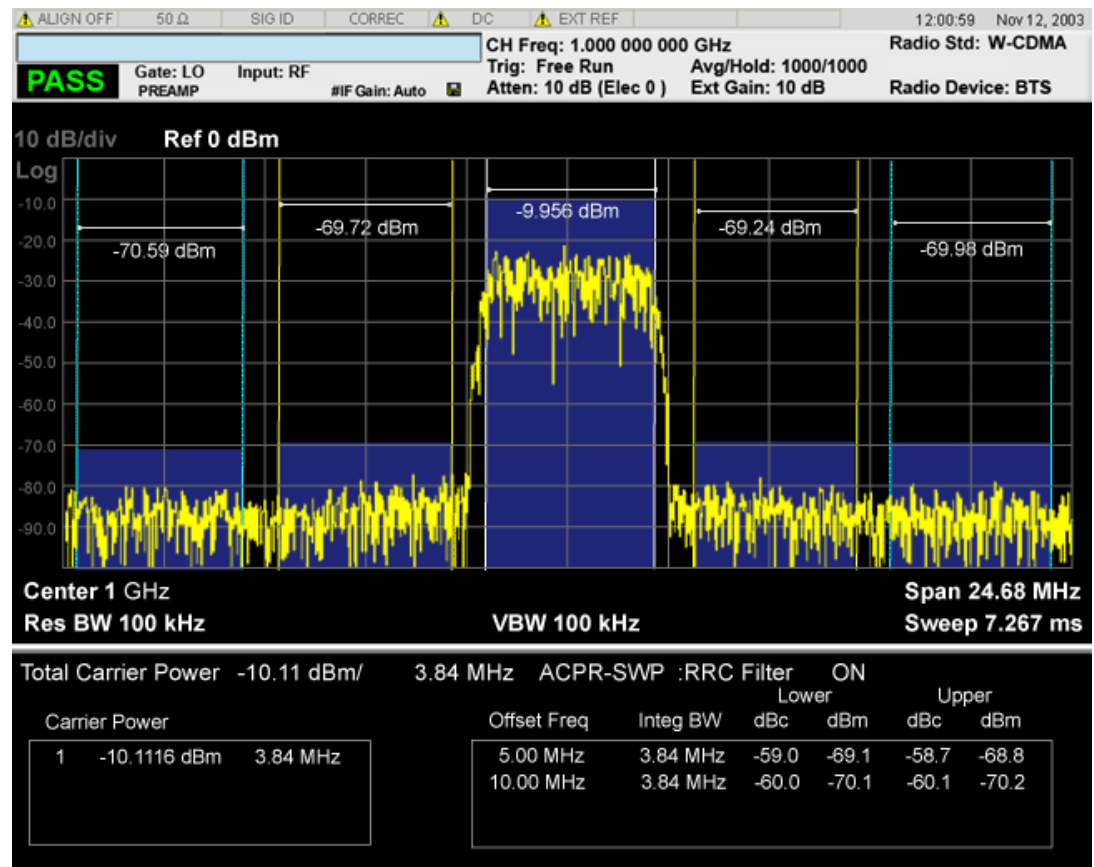 ALIGN OFF 50 Ω SIG ID CORREC DC EXT REF 12:00:59 Nov 12, 2003
CH Freq: 1.000 000 000 GHz Radio Std: W-CDMA
PASS Gate: LO Input: RF Trig: Free Run Avg/Hold: 1000/1000
PREAMP #IF Gain: Auto Atten: 10 dB (Elec 0 ) Ext Gain: 10 dB Radio Device: BTS
10 dB/div Ref 0 dBm
Log
-10.0
-9.956 dBm
-69.72 dBm -69.24 dBm
-20.0
-70.59 dBm -69.98 dBm
-30.0
-40.0
-50.0
-60.0
-70.0
-80.0
-90.0
Center 1 GHz Span 24.68 MHz
Res BW 100 kHz VBW 100 kHz Sweep 7.267 ms
Total Carrier Power -10.11 dBm/ 3.84 MHz ACPR-SWP :RRC Filter ON
Lower Upper
Carrier Power Offset Freq Integ BW dBc dBm dBc dBm
1 -10.1116 dBm 3.84 MHz 5.00 MHz 3.84 MHz -59.0 -69.1 -58.7 -68.8
10.00 MHz 3.84 MHz -60.0 -70.1 -60.1 -70.2